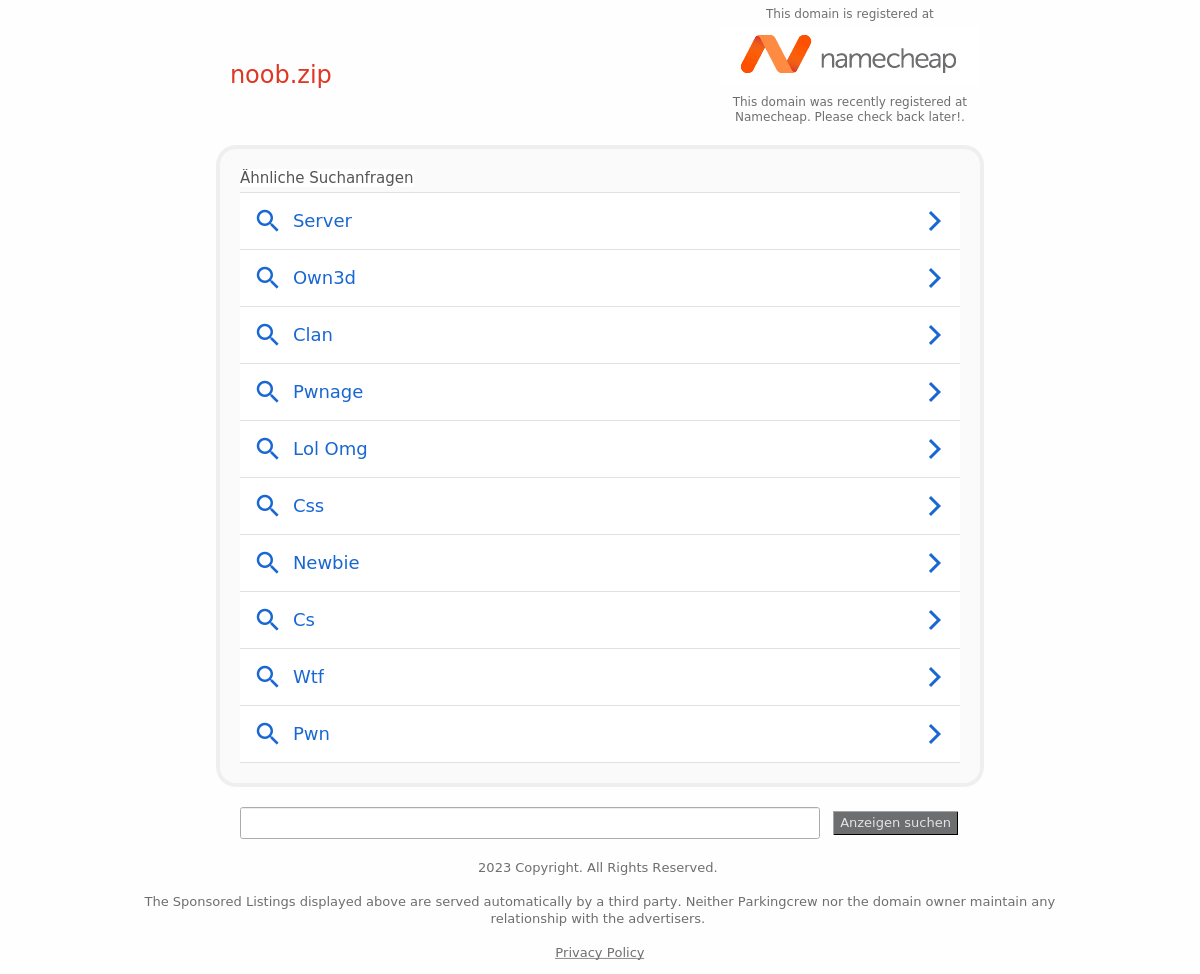 This domain is registered at
namecheap
noob.zip
This domain was recently registered at
Namecheap. Please check back later!.
Ähnliche Suchanfragen
Server
Own3d
Clan
Pwnage
Lol Omg
Css
Newbie
Cs
Wtf
Pwn
Anzeigen suchen
2023 Copyright. All Rights Reserved.
The Sponsored Listings displayed above are served automatically by a third party. Neither Parkingcrew nor the domain owner maintain any
relationship with the advertisers.
Privacy Policy